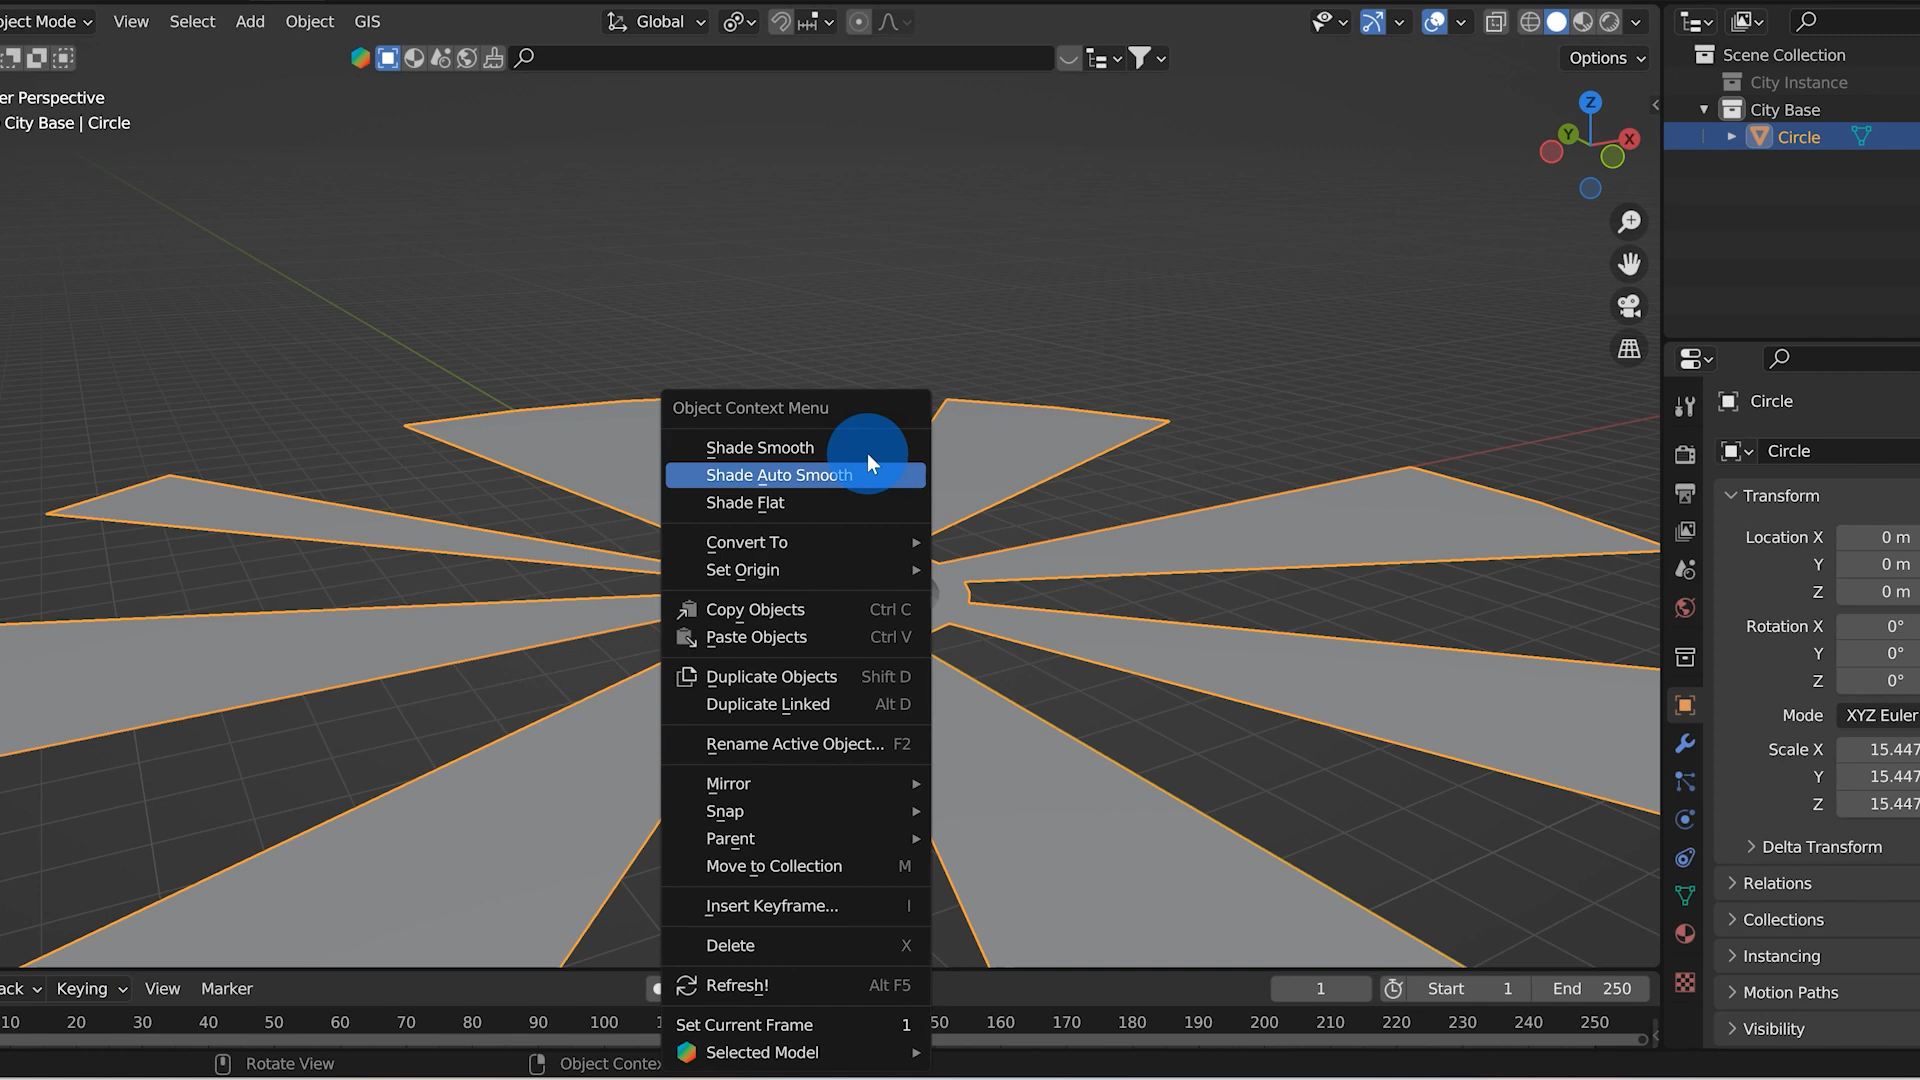 ject Mode View Select Add Object GIS Global
Options
er Perspective
City Base | Circle
Z
Y
X
Scene Collection
City Instance
City Base
Circle
Object Context Menu
Shade Smooth
Shade Auto Smooth
Shade Flat
Convert To
Set Origin
Copy Objects Ctrl C
Paste Objects Ctrl V
Duplicate Objects Shift D
Duplicate Linked Alt D
Rename Active Object... F2
Mirror
Snap
Parent
Move to Collection M
Insert Keyframe... I
Delete X
Refresh! Alt F5
Set Current Frame 1
Selected Model
Circle
Circle
Transform
Location X 0 m
Y 0 m
Z 0 m
Rotation X 0°
Y 0°
Z 0°
Mode XYZ Euler
Scale X 15.447
Y 15.447
Z 15.447
Delta Transform
Relations
Collections
Instancing
Motion Paths
Visibility
ack Keying View Marker 1 Start 1 End 250
10 20 30 40 50 60 70 80 90 100 1 50 160 170 180 190 200 210 220 230 240 250
Rotate View Object Contex